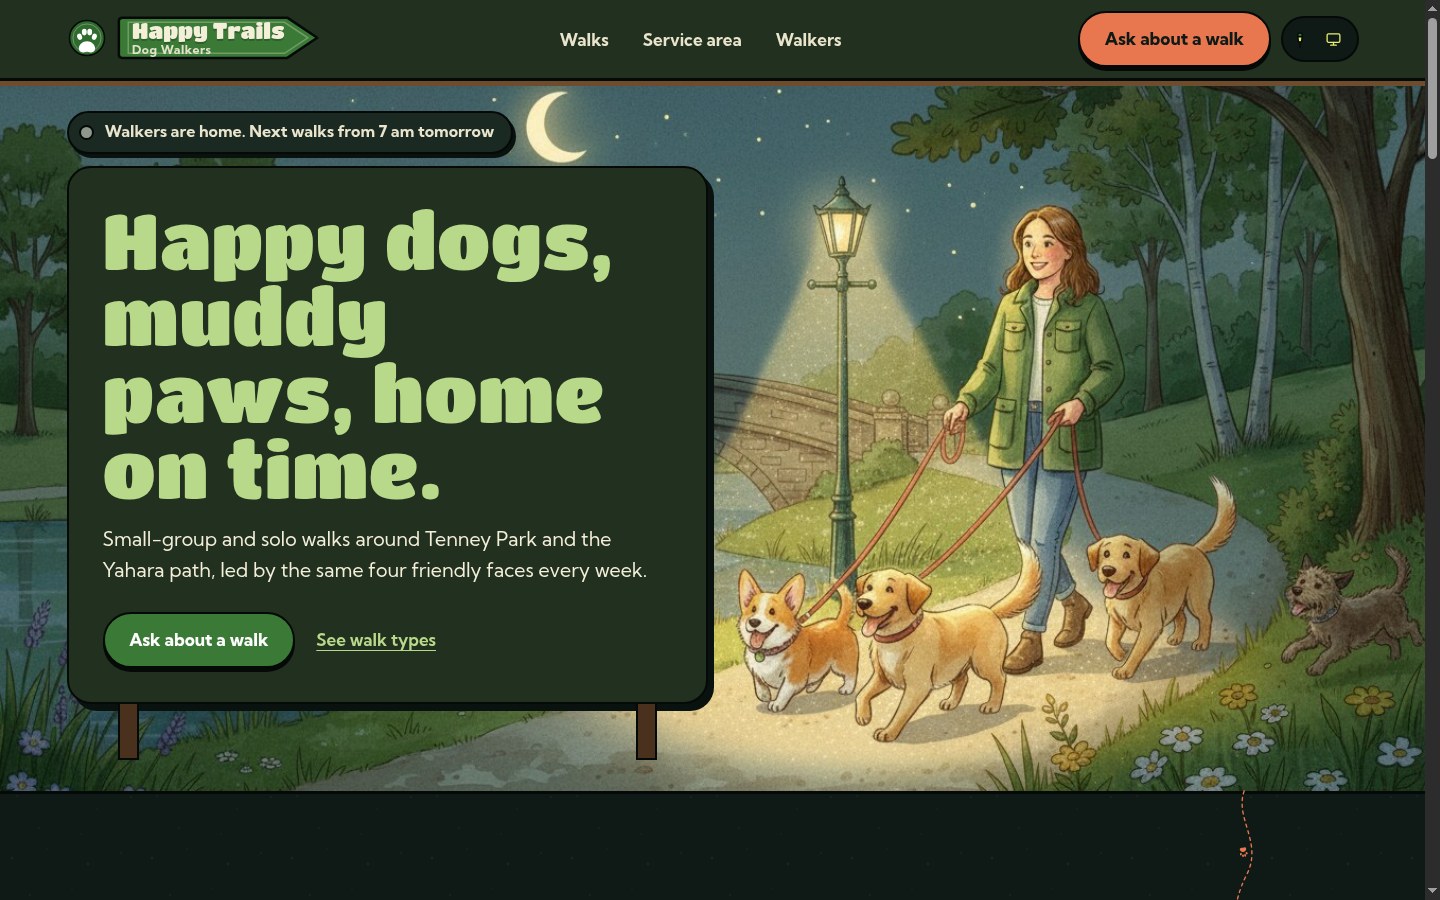 Happy Trails
Dog Walkers
Walks
Service area
Walkers
Ask about a walk
Walkers are home. Next walks from 7 am tomorrow
Happy dogs,
muddy
paws, home
on time.
Small-group and solo walks around Tenney Park and the
Yahara path, led by the same four friendly faces every week.
Ask about a walk
See walk types